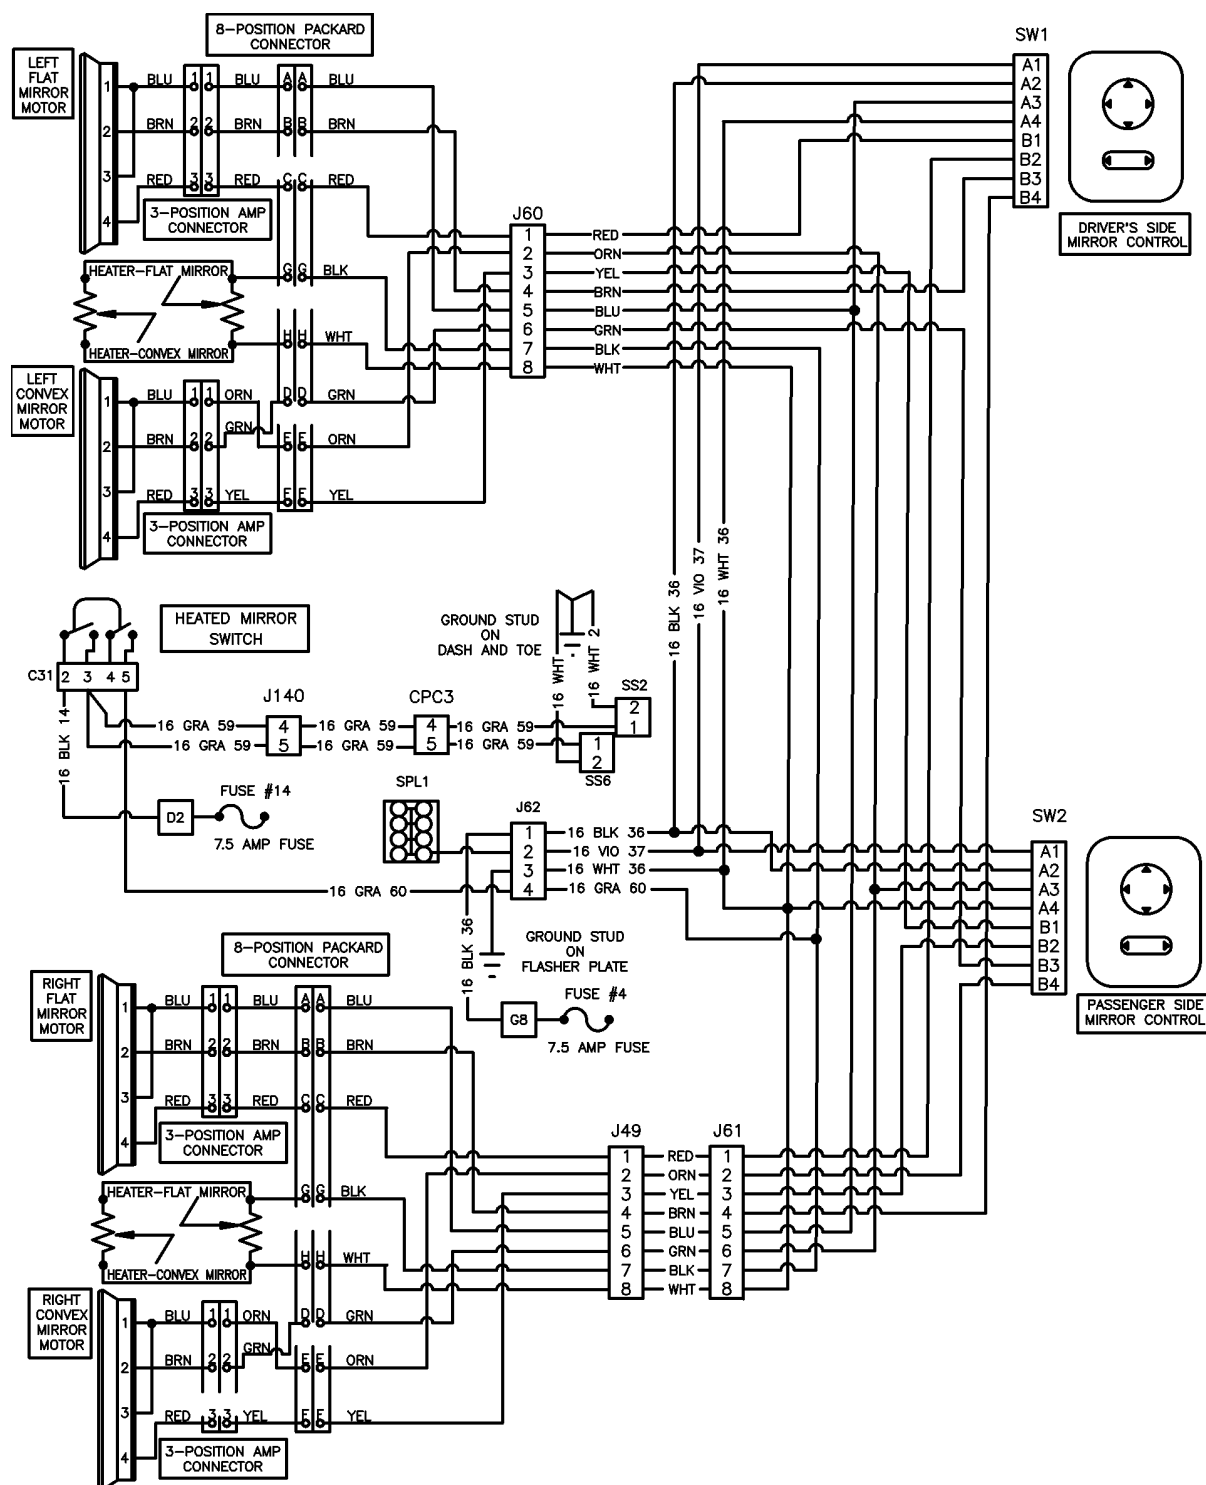 8-POSITION PACKARD
CONNECTOR
LEFT
FLAT
MIRROR
MOTOR
1 BLU 1 1 BLU A A BLU
2 BRN 2 2 BRN B B BRN
3
RED 3 3 RED C C RED
4
3-POSITION AMP
CONNECTOR
HEATER-FLAT MIRROR
G G BLK
H H WHT
HEATER-CONVEX MIRROR
LEFT
CONVEX
MIRROR
MOTOR
1 BLU 1 1 ORN D D GRN
GRN
2 BRN 2 2 E E ORN
3
RED 3 3 YEL F F YEL
4
3-POSITION AMP
CONNECTOR
J60
1 RED
2 ORN
3 YEL
4 BRN
5 BLU
6 GRN
7 BLK
8 WHT
SW1
A1
A2
A3
A4
B1
B2
B3
B4
DRIVER'S SIDE
MIRROR CONTROL
16 BLK 36
16 VIO 37
16 WHT 36
HEATED MIRROR
SWITCH
C31 2 3 4 5
16 BLK 14
16 GRA 59
16 GRA 59
J140
4
5
16 GRA 59
16 GRA 59
CPC3
4
5
16 GRA 59
16 GRA 59
GROUND STUD
ON
DASH AND TOE
16 WHT
16 WHT 2
SS2
2
1
1
2
SS6
D2
FUSE #14
7.5 AMP FUSE
SPL1
J62
1 16 BLK 36
2 16 VIO 37
3 16 WHT 36
4 16 GRA 60
16 GRA 60
16 BLK 36
GROUND STUD
ON
FLASHER PLATE
G8
FUSE #4
7.5 AMP FUSE
SW2
A1
A2
A3
A4
B1
B2
B3
B4
PASSENGER SIDE
MIRROR CONTROL
8-POSITION PACKARD
CONNECTOR
RIGHT
FLAT
MIRROR
MOTOR
1 BLU 1 1 BLU A A BLU
2 BRN 2 2 BRN B B BRN
3
RED 3 3 RED C C RED
4
3-POSITION AMP
CONNECTOR
HEATER-FLAT MIRROR
G G BLK
H H WHT
HEATER-CONVEX MIRROR
RIGHT
CONVEX
MIRROR
MOTOR
1 BLU 1 1 ORN D D GRN
GRN
2 BRN 2 2 E E ORN
3
RED 3 3 YEL F F YEL
4
3-POSITION AMP
CONNECTOR
J49 J61
1 RED 1
2 ORN 2
3 YEL 3
4 BRN 4
5 BLU 5
6 GRN 6
7 BLK 7
8 WHT 8